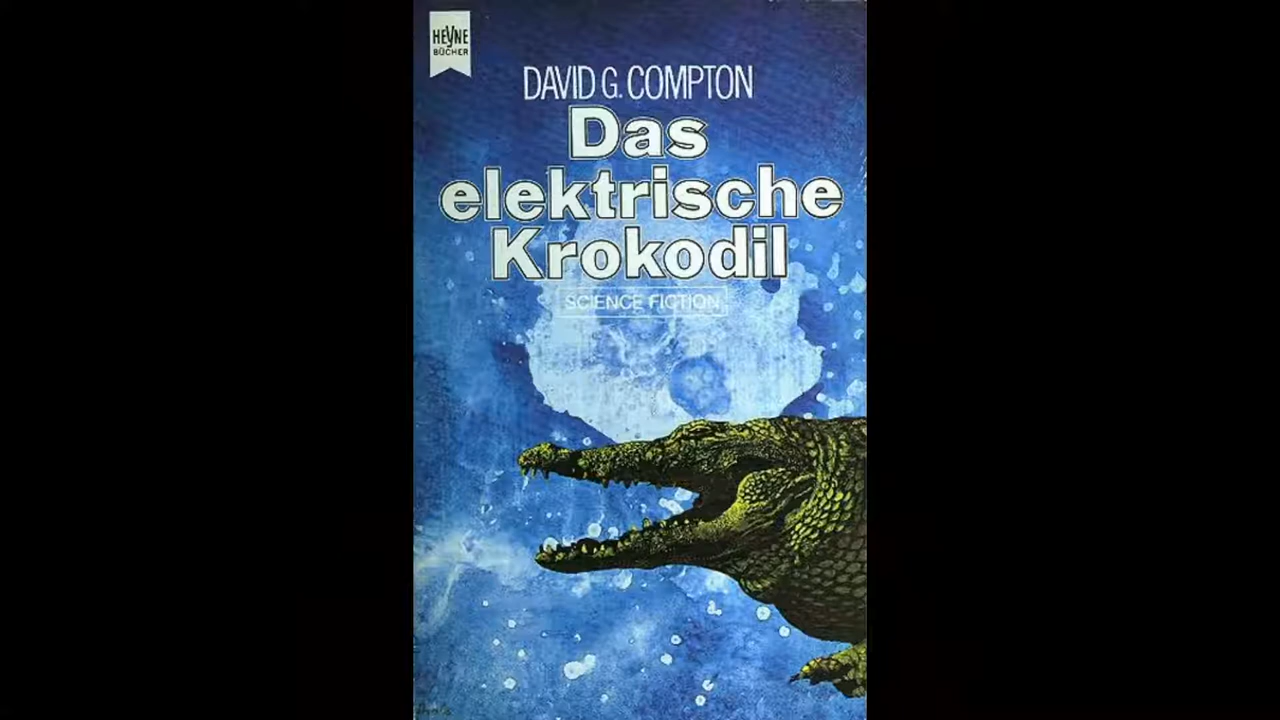 HEYNE
BÜCHER
DAVID G. COMPTON
Das
elektrische
Krokodil
SCIENCE FICTION